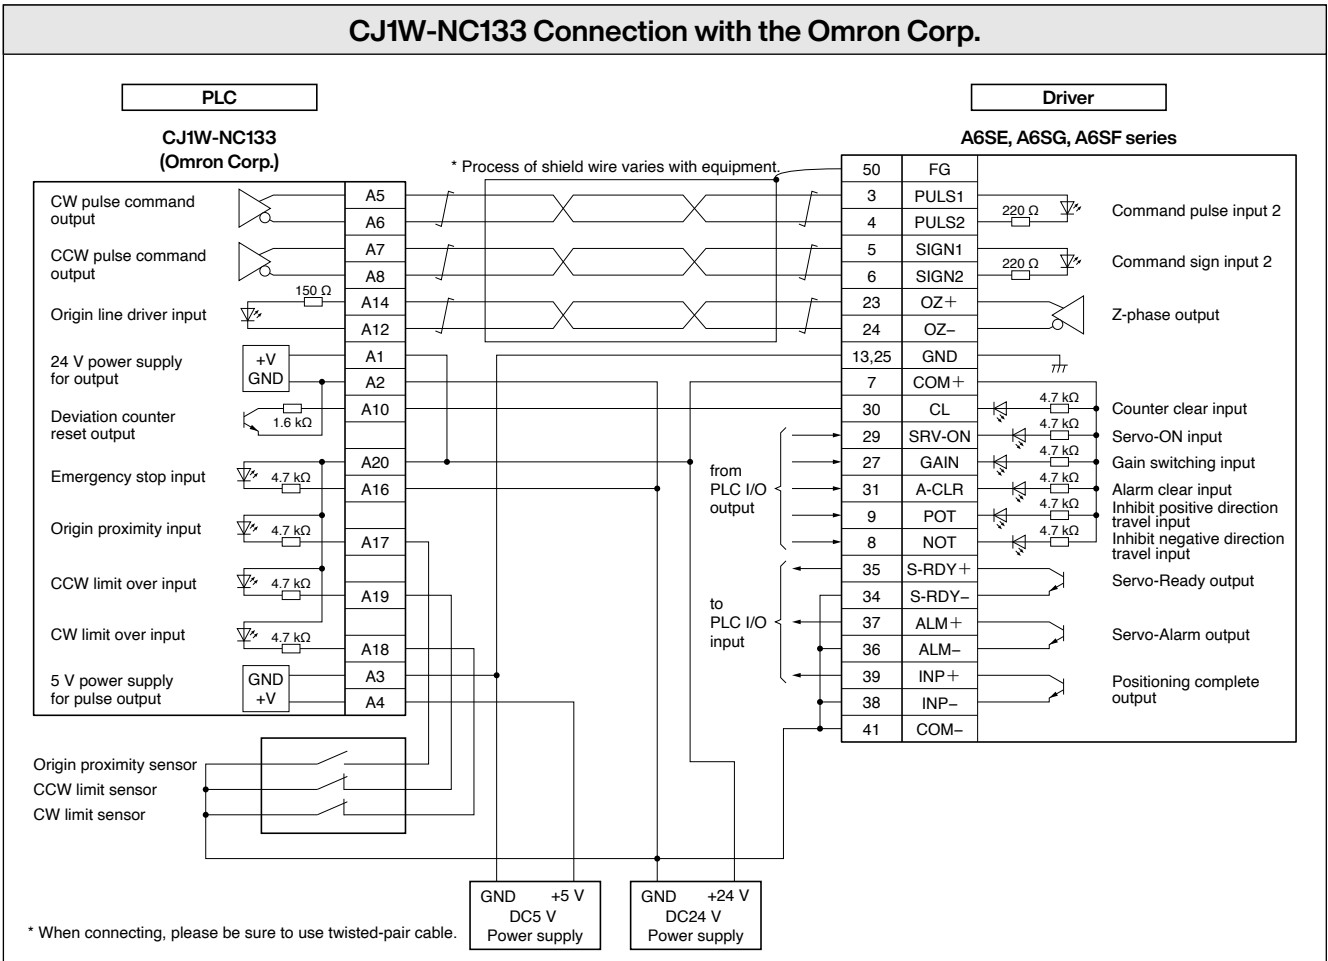 CJ1W-NC133 Connection with the Omron Corp.
PLC
Driver
CJ1W-NC133
(Omron Corp.)
A6SE, A6SG, A6SF series
* Process of shield wire varies with equipment.
50 FG
CW pulse command
output
A5
3 PULS1
A6
4 PULS2
220 Ω
Command pulse input 2
CCW pulse command
output
A7
5 SIGN1
A8
6 SIGN2
220 Ω
Command sign input 2
Origin line driver input
150 Ω
A14
23 OZ+
A12
24 OZ−
Z-phase output
24 V power supply
for output
+V
GND
A1
13,25 GND
A2
7 COM+
Deviation counter
reset output
1.6 kΩ
A10
30 CL
4.7 kΩ
Counter clear input
29 SRV-ON
4.7 kΩ
Servo-ON input
Emergency stop input
4.7 kΩ
A20
27 GAIN
4.7 kΩ
Gain switching input
A16
31 A-CLR
4.7 kΩ
Alarm clear input
from
PLC I/O
output
9 POT
4.7 kΩ
Inhibit positive direction
travel input
Origin proximity input
4.7 kΩ
A17
8 NOT
4.7 kΩ
Inhibit negative direction
travel input
35 S-RDY+
CCW limit over input
4.7 kΩ
A19
34 S-RDY−
Servo-Ready output
to
PLC I/O
input
37 ALM+
CW limit over input
4.7 kΩ
A18
36 ALM−
Servo-Alarm output
5 V power supply
for pulse output
GND
+V
A3
39 INP+
A4
38 INP−
Positioning complete
output
41 COM−
Origin proximity sensor
CCW limit sensor
CW limit sensor
GND +5 V
DC5 V
Power supply
GND +24 V
DC24 V
Power supply
* When connecting, please be sure to use twisted-pair cable.